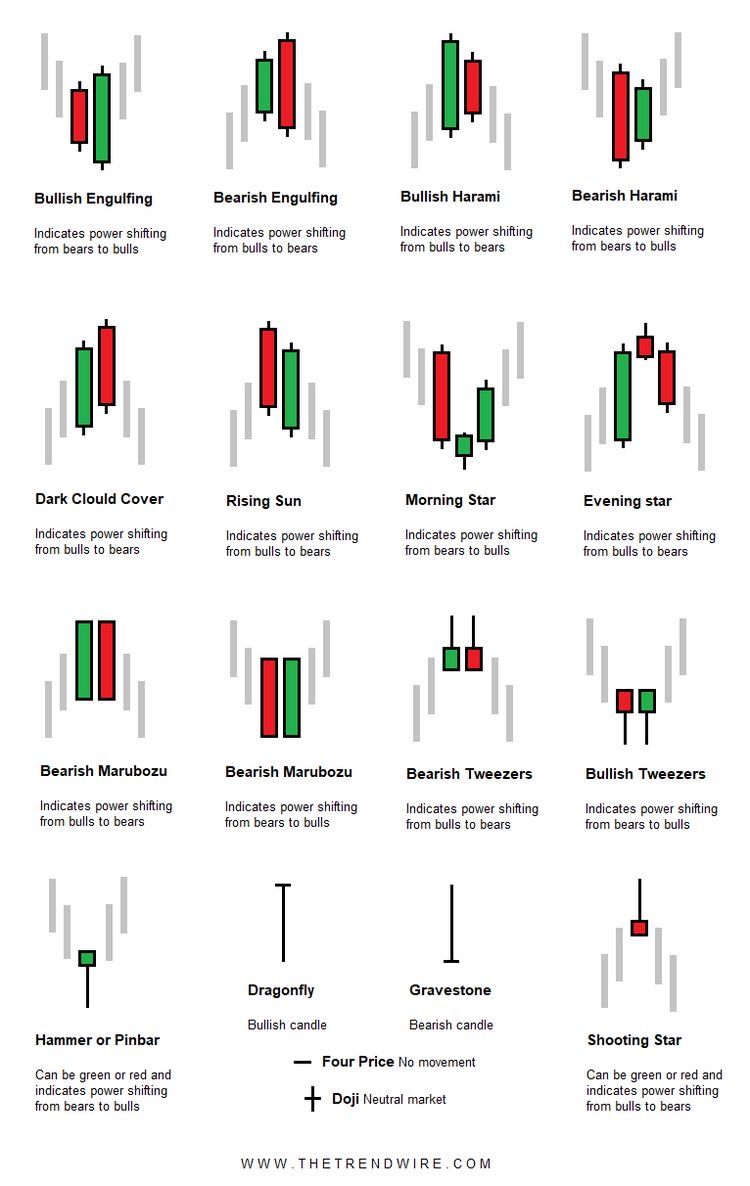 Bullish Engulfing
Indicates power shifting
from bears to bulls
Bearish Engulfing
Indicates power shifting
from bulls to bears
Bullish Harami
Indicates power shifting
from bulls to bears
Bearish Harami
Indicates power shifting
from bears to bulls
Dark Clould Cover
Indicates power shifting
from bulls to bears
Rising Sun
Indicates power shifting
from bulls to bears
Morning Star
Indicates power shifting
from bears to bulls
Evening star
Indicates power shifting
from bulls to bears
Bearish Marubozu
Indicates power shifting
from bulls to bears
Bearish Marubozu
Indicates power shifting
from bears to bulls
Bearish Tweezers
Indicates power shifting
from bulls to bears
Bullish Tweezers
Indicates power shifting
from bears to bulls
Hammer or Pinbar
Can be green or red and
indicates power shifting
from bears to bulls
Dragonfly
Bullish candle
Gravestone
Bearish candle
Four Price No movement
Doji Neutral market
Shooting Star
Can be green or red and
indicates power shifting
from bulls to bears
WWW.THETRENDWIRE.COM